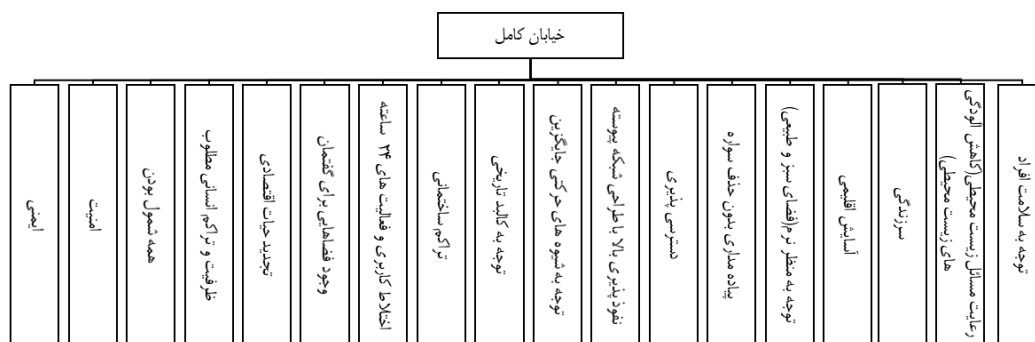 خیابان کامل
توجه به سلامت افراد
رعایت مسائل زیست محیطی(کاهش آلودگی
های زیست محیطی)
سرزندگی
آسایش اقلیمی
توجه به منظر نرم(فضای سبز و طبیعی)
پیاده مداری بدون حذف سواره
دسترسی پذیری
نفوذ پذیری بالا با طراحی شبکه پیوسته
توجه به شیوه های حرکتی جایگزین
توجه به کالبد تاریخی
تراکم ساختمانی
اختلاط کاربری و فعالیت های ۲۴ ساعته
وجود فضاهایی برای گفتمان
تجدید حیات اقتصادی
ظرفیت و تراکم انسانی مطلوب
همه شمول بودن
امنیت
ایمنی